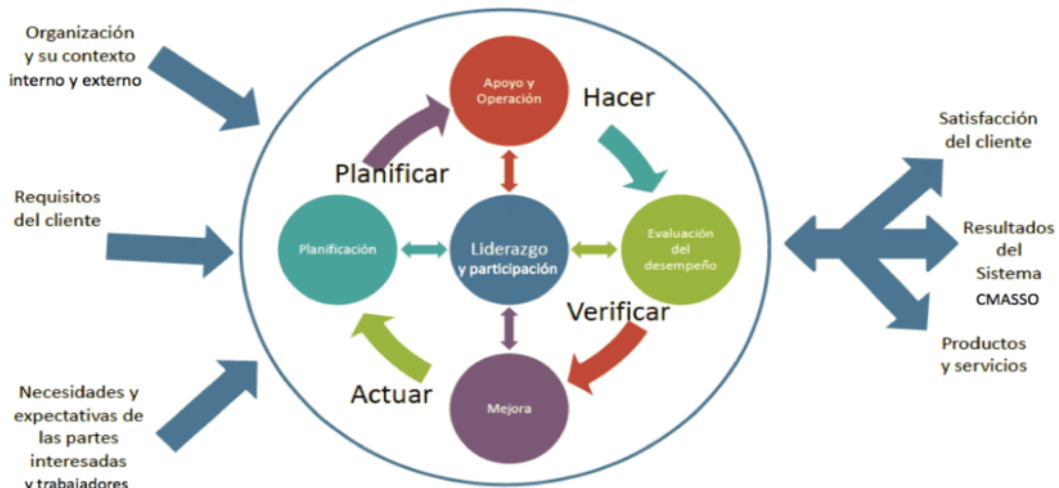 Organización
y su contexto
interno y externo
Requisitos
del cliente
Necesidades y
expectativas de
las partes
interesadas
y trabajadores
Apoyo y
Operación
Hacer
Planificar
Planificación
Liderazgo
y participación
Evaluación
del
desempeño
Verificar
Actuar
Mejora
Satisfacción
del cliente
Resultados
del
Sistema
CMASSO
Productos
y servicios